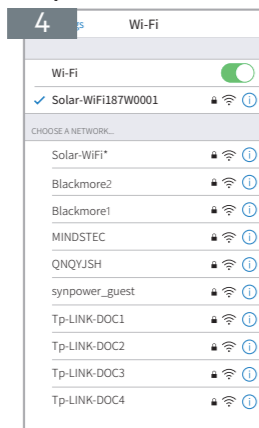 4
Wi-Fi
Wi-Fi
Solar-WiFi187W0001
CHOOSE A NETWORK...
Solar-WiFi*
Blackmore2
Blackmore1
MINDSTEC
QNQYJSH
synpower_guest
Tp-LINK-DOC1
Tp-LINK-DOC2
Tp-LINK-DOC3
Tp-LINK-DOC4